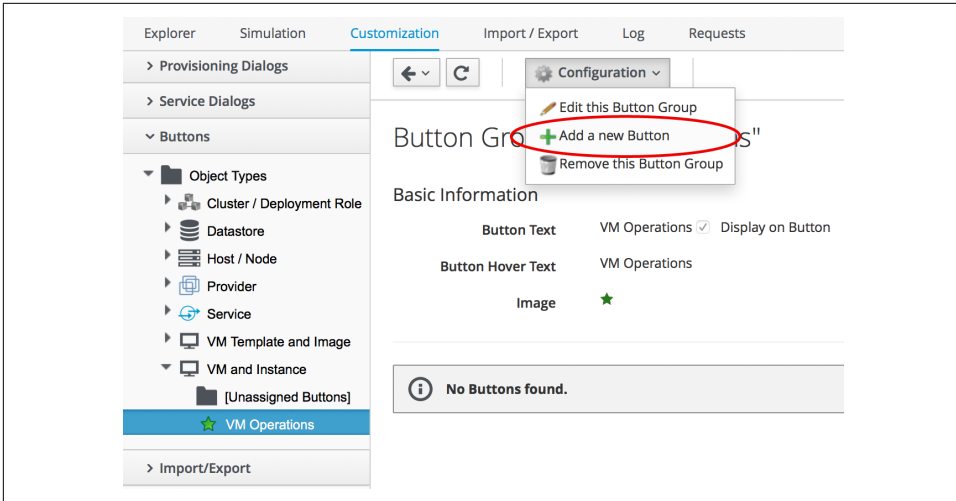 Explorer Simulation Customization Import / Export Log Requests
Provisioning Dialogs
Service Dialogs
Buttons
Object Types
Cluster / Deployment Role
Datastore
Host / Node
Provider
Service
VM Template and Image
VM and Instance
[Unassigned Buttons]
VM Operations
Import/Export
Configuration
Edit this Button Group
Add a new Button
Remove this Button Group
Button Gro s"
Basic Information
Button Text VM Operations Display on Button
Button Hover Text VM Operations
Image
No Buttons found.